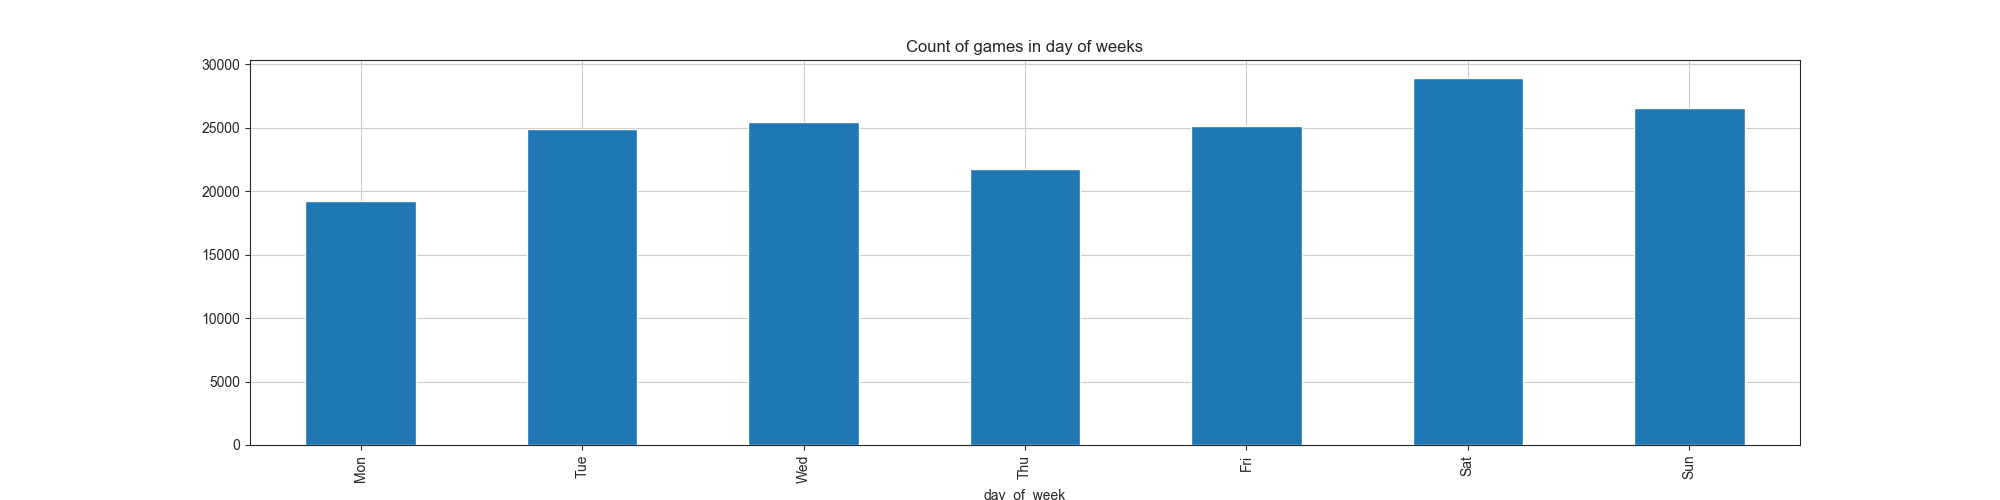 Count of games in day of weeks
30000
25000
20000
15000
10000
5000
0
Mon Tue Wed Thu Fri Sat Sun
day_of_week